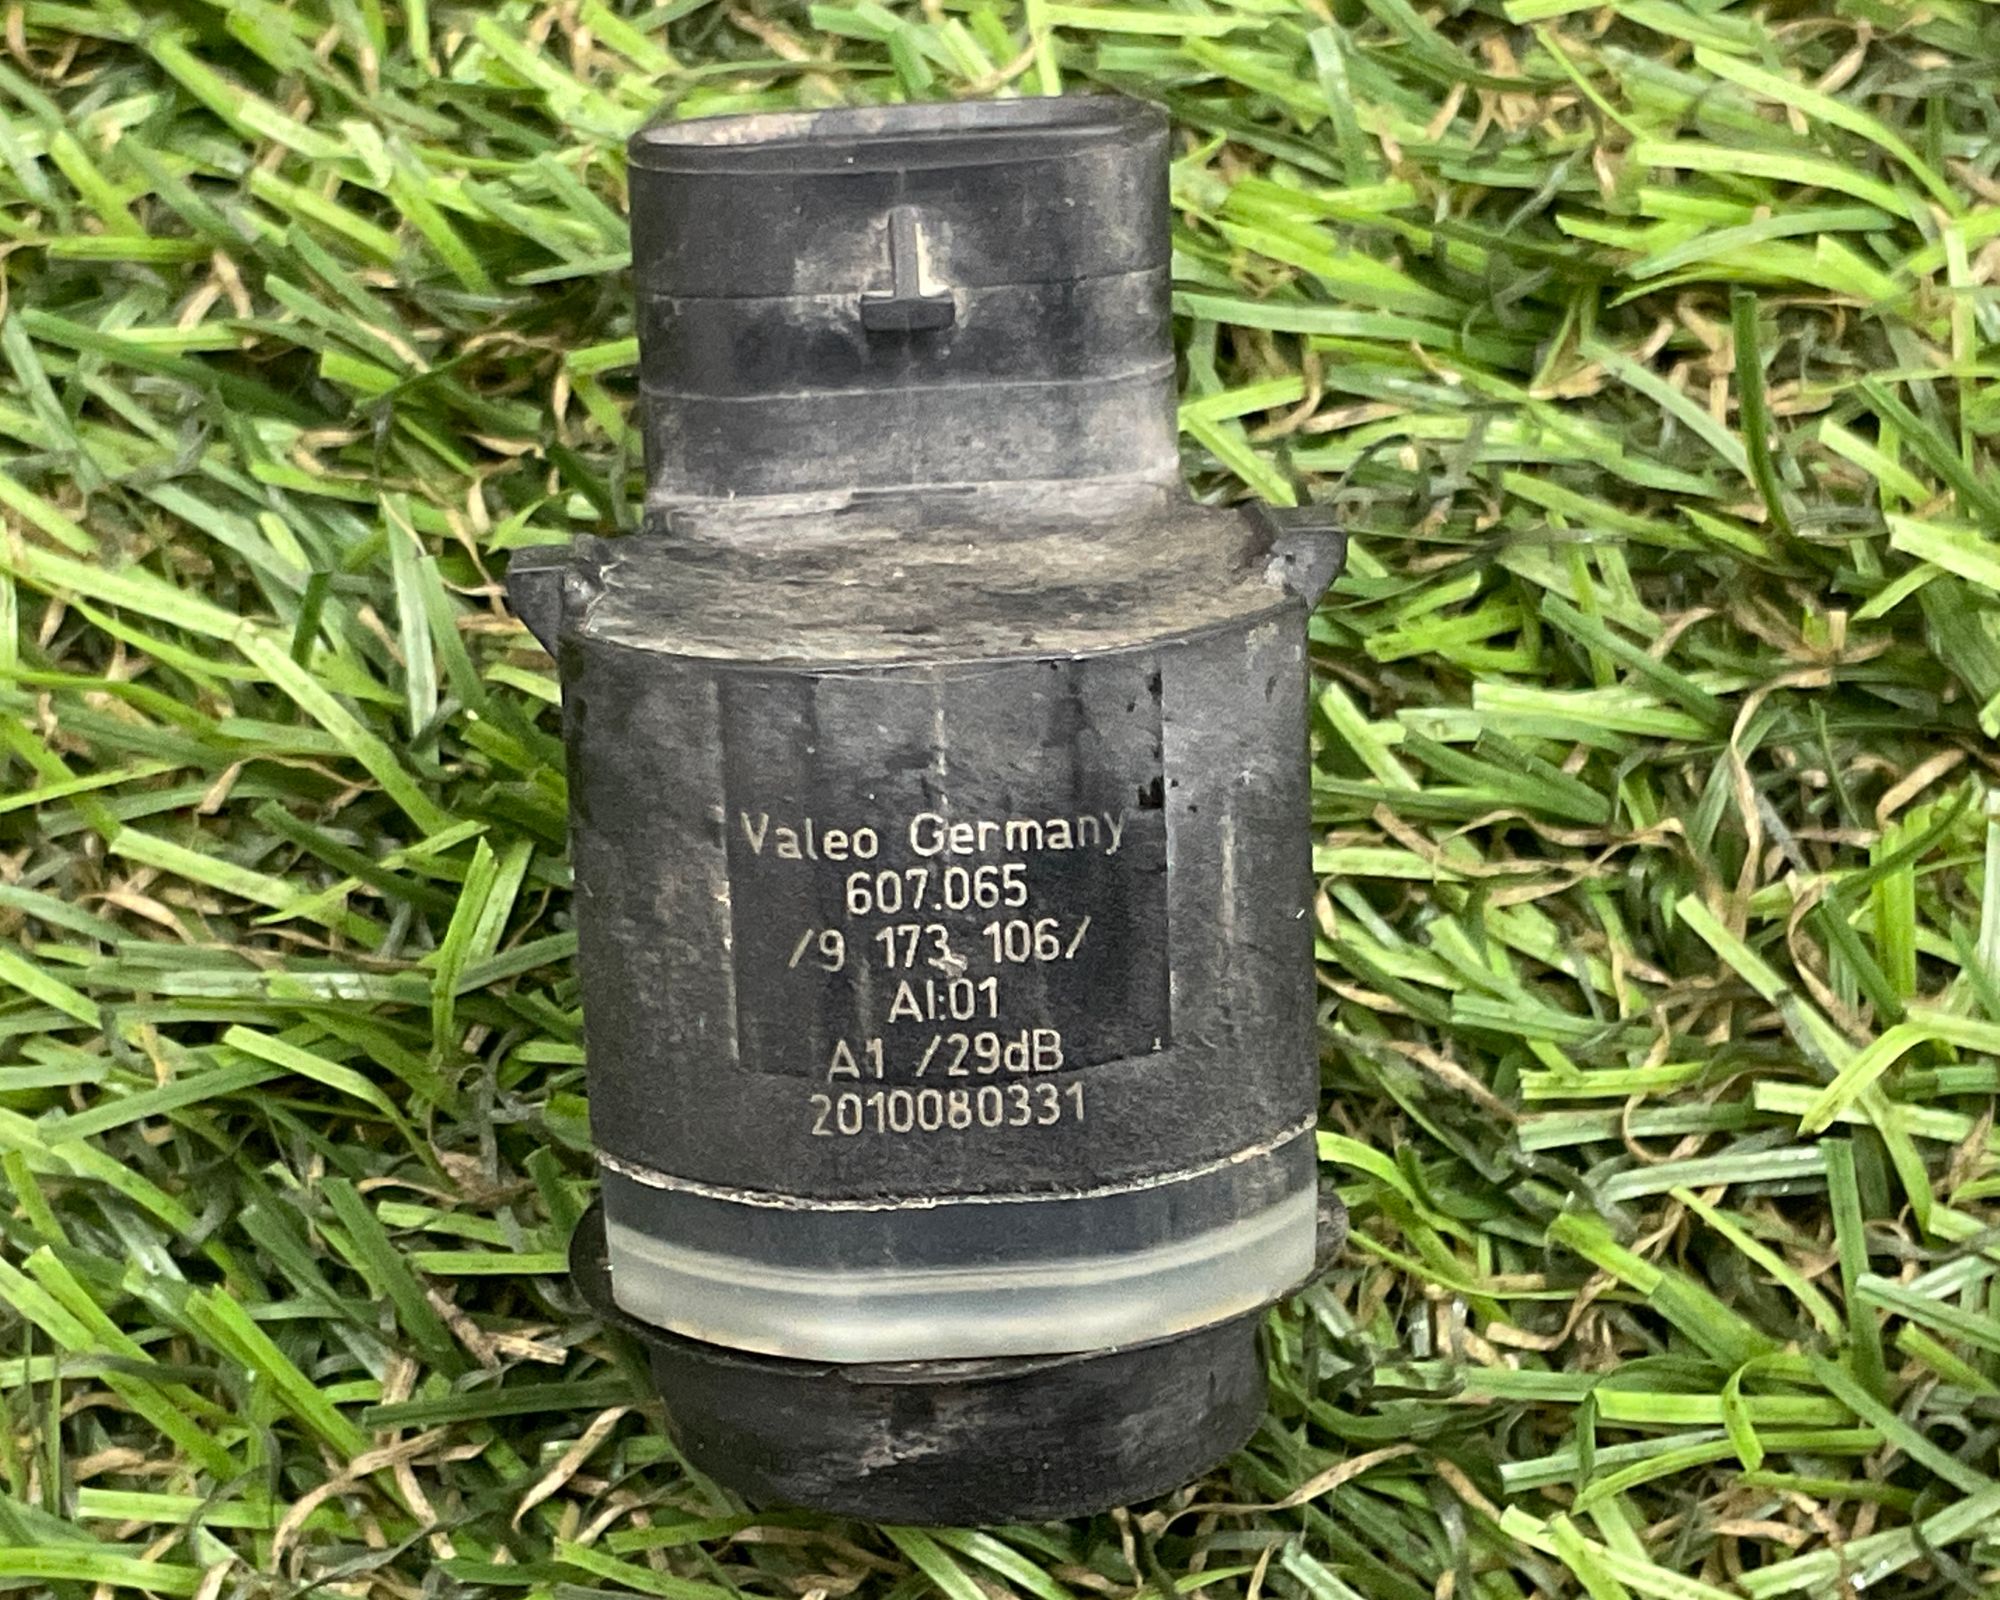 Valeo Germany
607.065
/9 173 106/
AI:01
A1 /29dB
2010080331